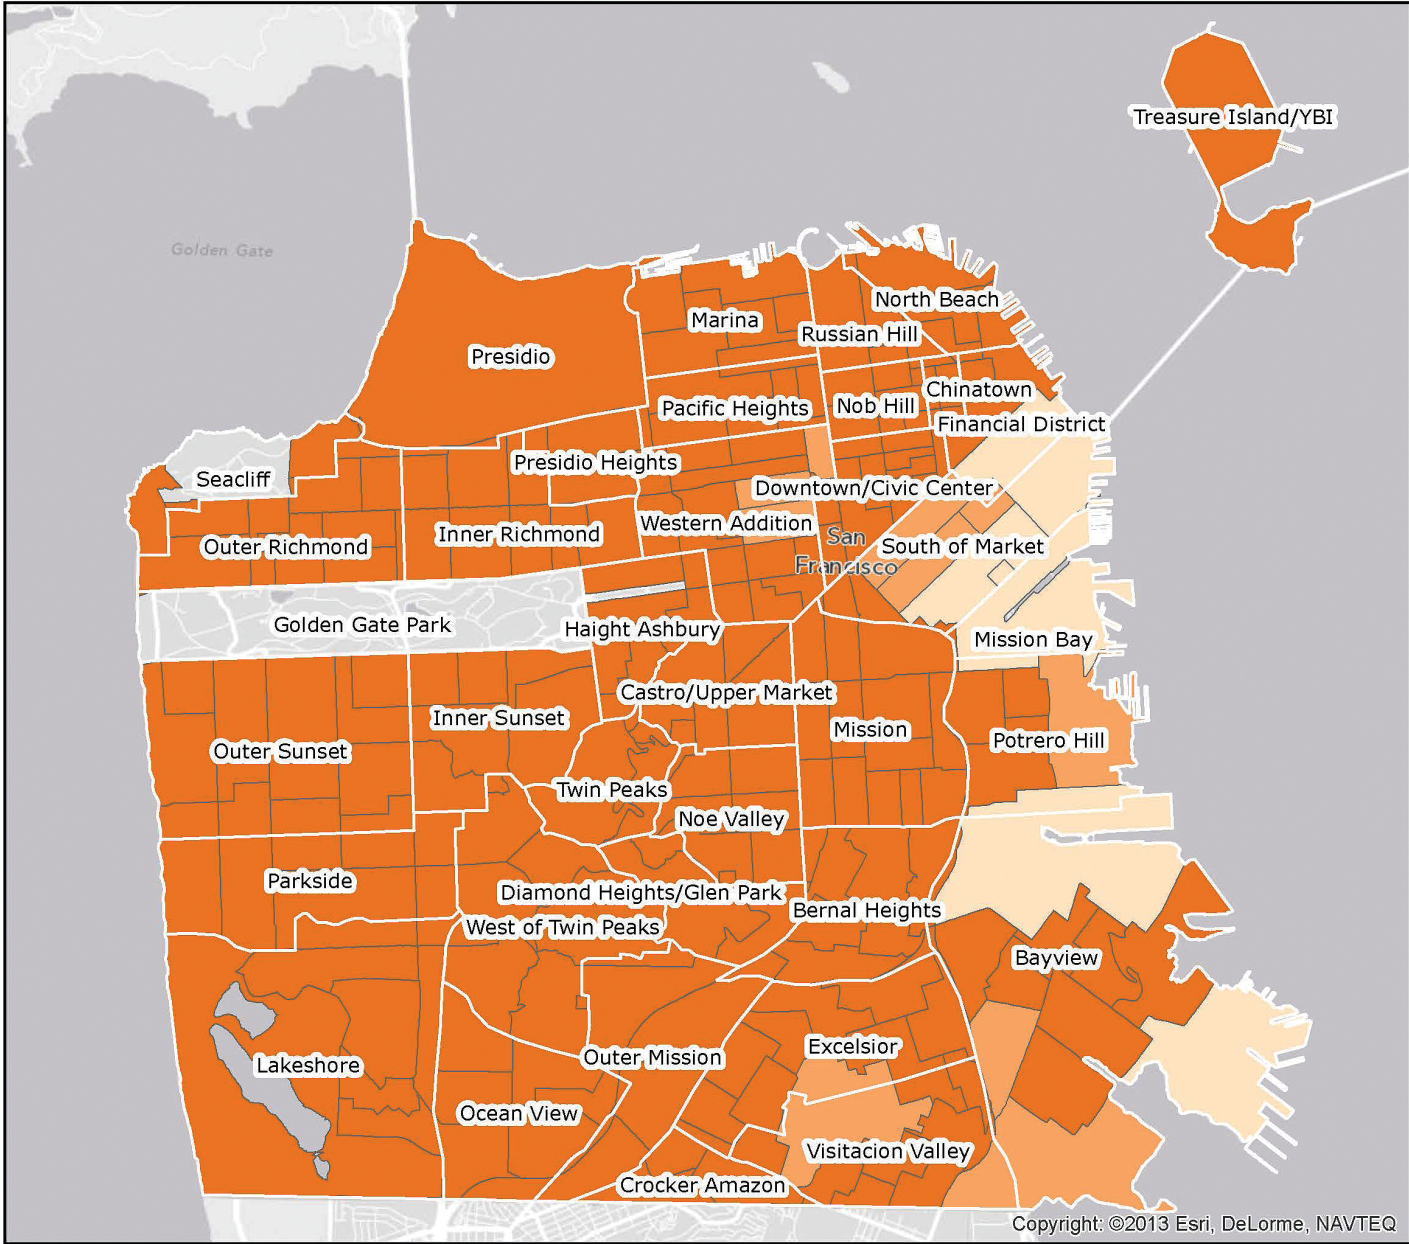 Treasure Island/YBI
Golden Gate
North Beach
Marina
Russian Hill
Presidio
Chinatown
Pacific Heights
Nob Hill
Financial District
Presidio Heights
Seacliff
Downtown/Civic Center
Western Addition
Inner Richmond
San
Francisco
Outer Richmond
South of Market
Golden Gate Park
Haight Ashbury
Mission Bay
Castro/Upper Market
Inner Sunset
Mission
Potrero Hill
Outer Sunset
Twin Peaks
Noe Valley
Parkside
Diamond Heights/Glen Park
Bernal Heights
West of Twin Peaks
Bayview
Excelsior
Outer Mission
Lakeshore
Ocean View
Visitacion Valley
Crocker Amazon
Copyright: ©2013 Esri, DeLorme, NAVTEQ